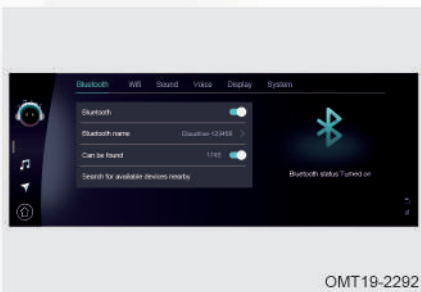 Bluetooth Wifi Sound Voice Display System
Bluetooth
Bluetooth name
Can be found
Search for available devices nearby
Bluetooth status Turned on
OMT19-2292